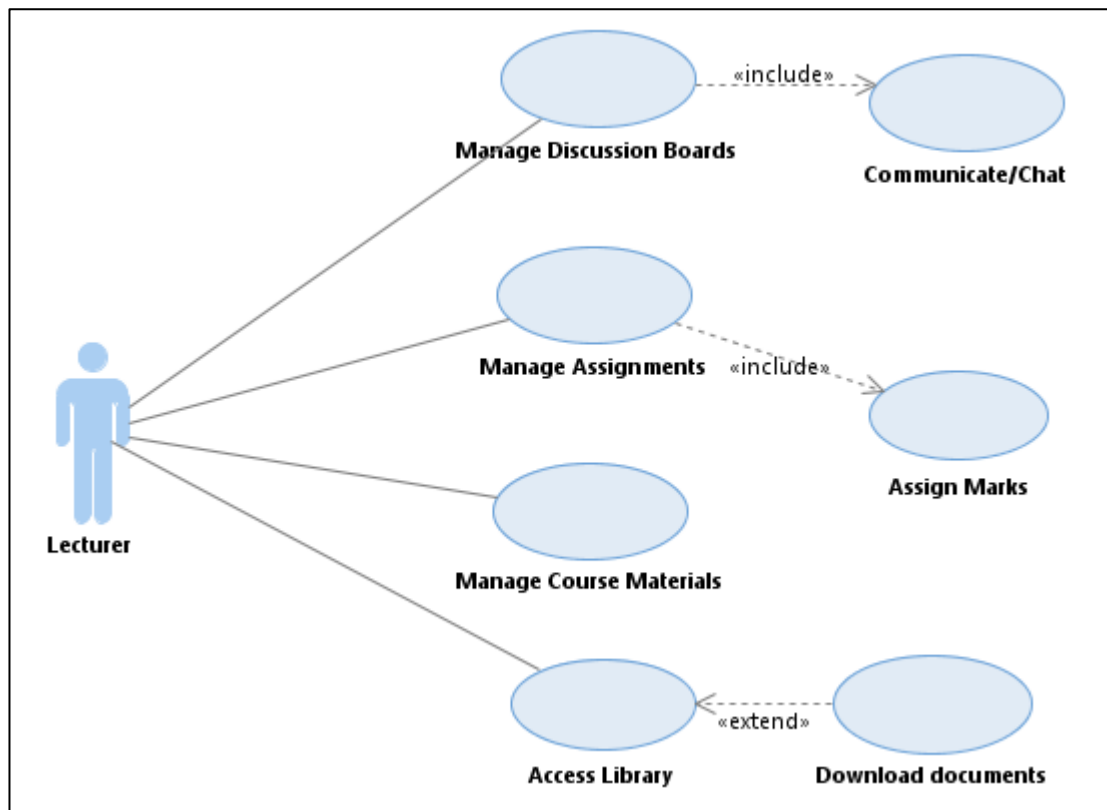 «include»
Manage Discussion Boards
Communicate/Chat
Manage Assignments
«include»
Assign Marks
Lecturer
Manage Course Materials
«extend»
Access Library
Download documents